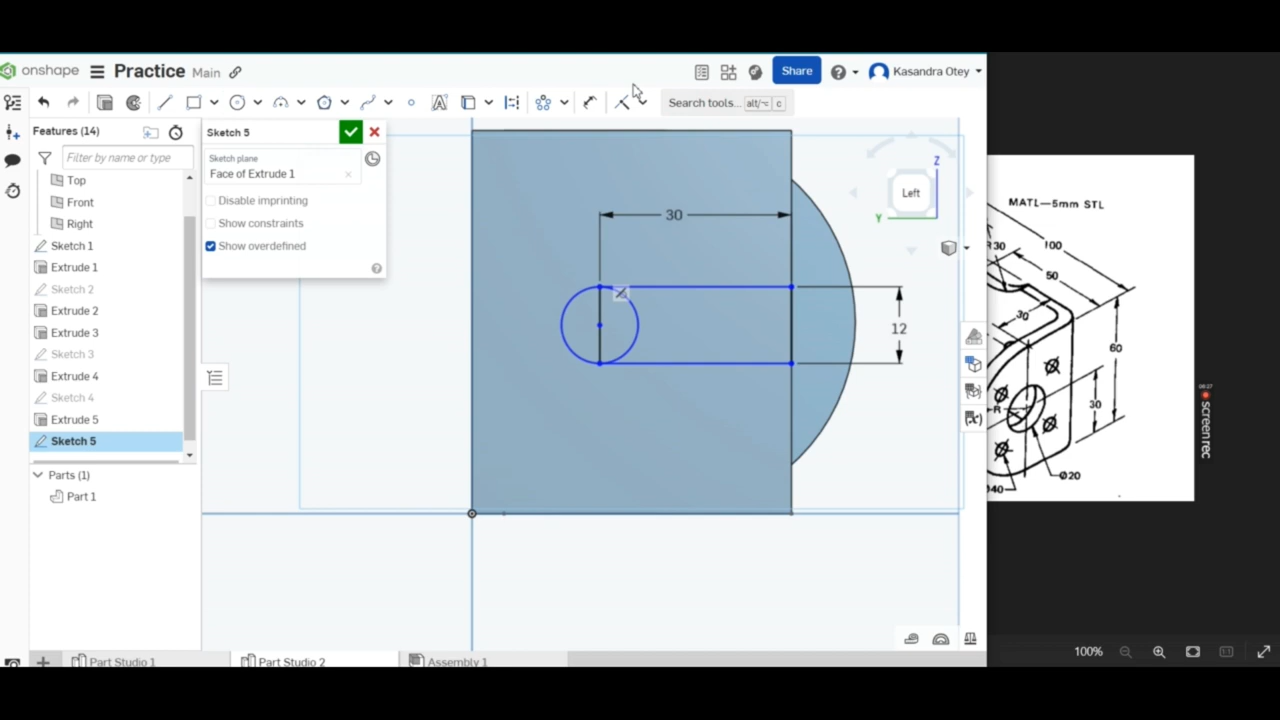 onshape
Practice
Main
Share
Kasandra Otey
Search tools...
alt/⌥
c
Features (14)
Filter by name or type
Top
Front
Right
Sketch 1
Extrude 1
Sketch 2
Extrude 2
Extrude 3
Sketch 3
Extrude 4
Sketch 4
Extrude 5
Sketch 5
Parts (1)
Part 1
Sketch 5
Sketch plane
Face of Extrude 1
Disable imprinting
Show constraints
Show overdefined
30
12
Z
Left
Y
MATL—5mm STL
R30
100
50
30
60
30
R
Ø20
Ø40
00:27
screenrec
Part Studio 1
Part Studio 2
Assembly 1
100%
1:1